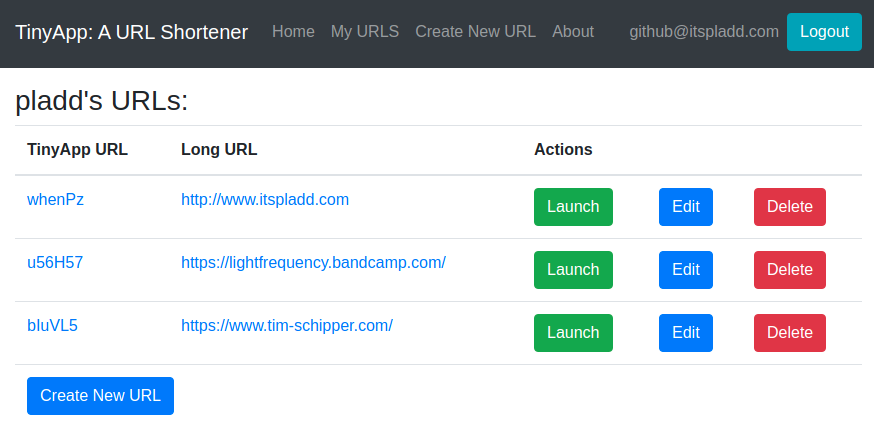 TinyApp: A URL Shortener Home My URLS Create New URL About github@itspladd.com Logout
pladd's URLs:
TinyApp URL Long URL Actions
whenPz http://www.itspladd.com Launch Edit Delete
u56H57 https://lightfrequency.bandcamp.com/ Launch Edit Delete
bIuVL5 https://www.tim-schipper.com/ Launch Edit Delete
Create New URL